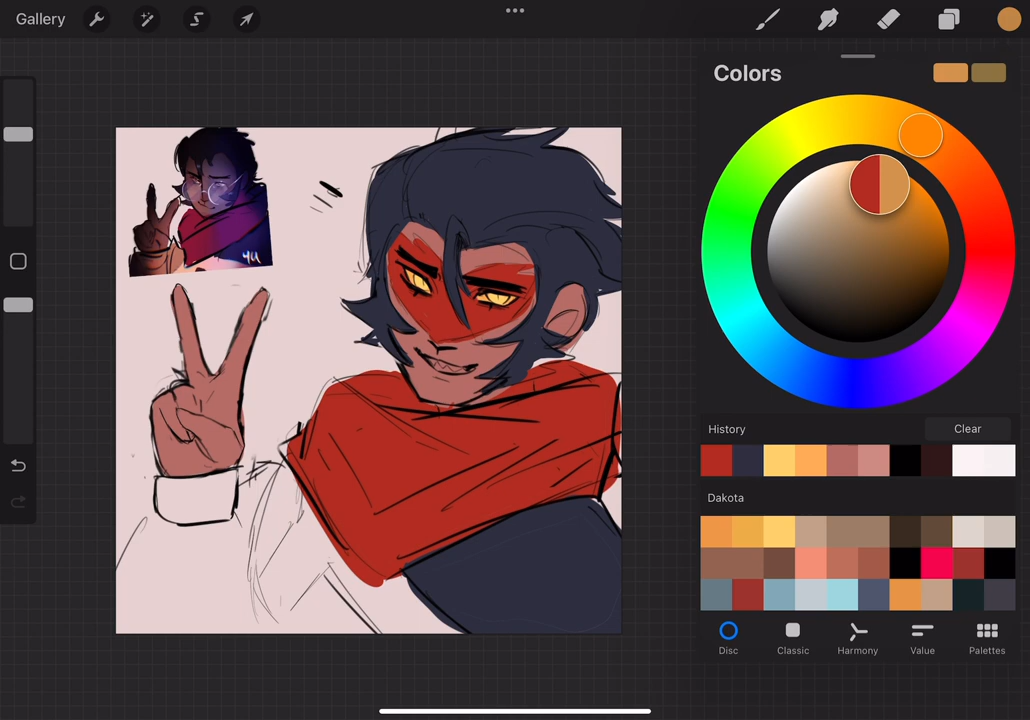 Gallery
Colors
History
Clear
Dakota
Disc
Classic
Harmony
Value
Palettes